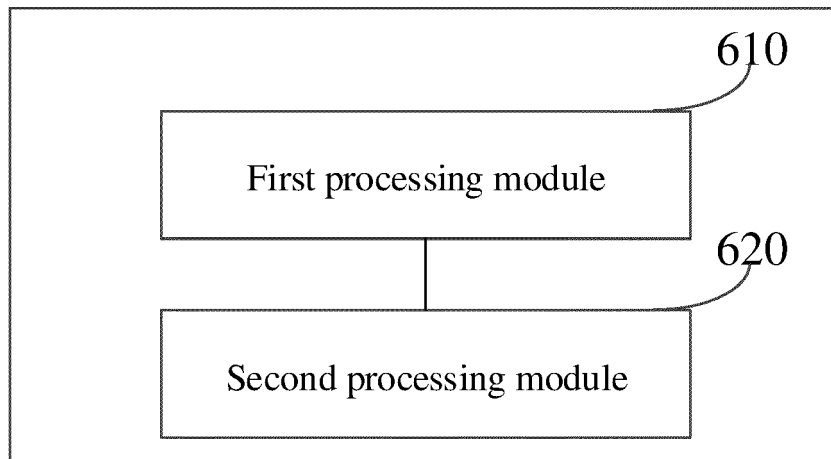 610
First processing module
620
Second processing module